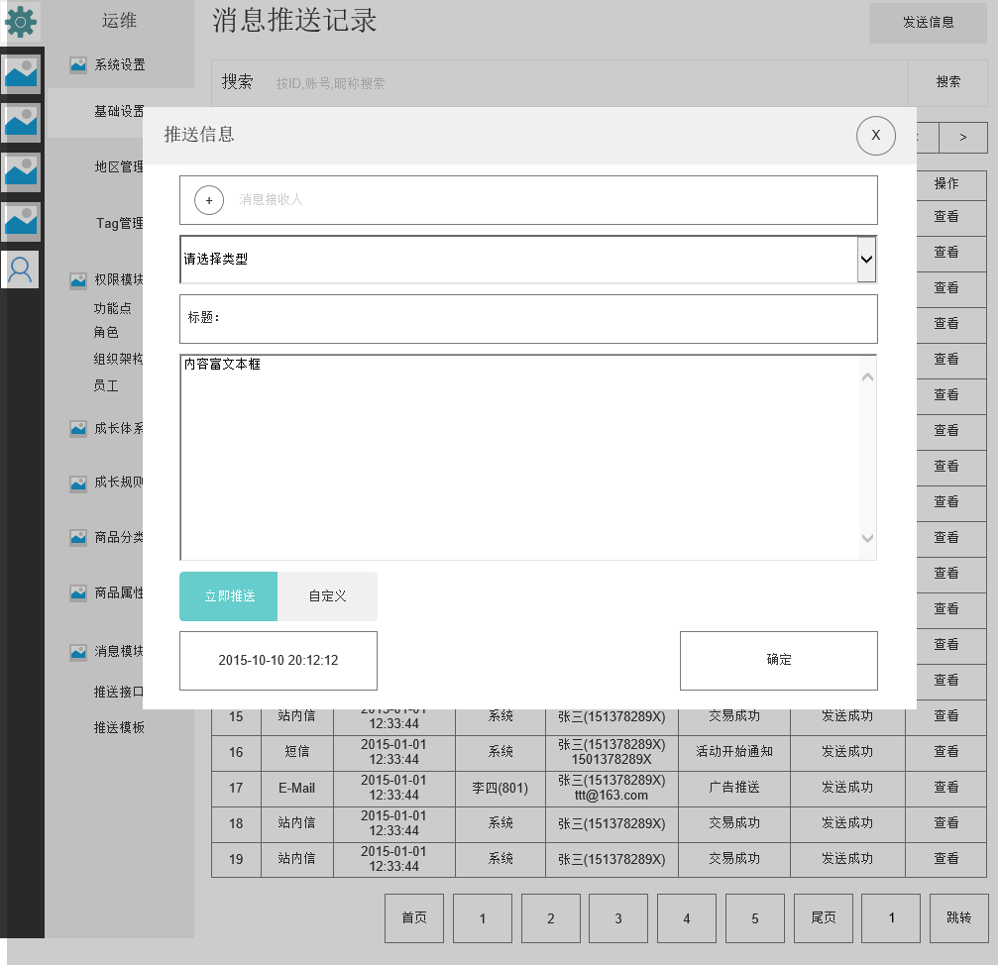 运维
系统设置
基础设置
地区管理
Tag管理
权限模块
功能点
角色
组织架构
员工
成长体系
成长规则
商品分类
商品属性
消息模块
推送接口
推送模板
消息推送记录
发送信息
搜索 按ID,账号,昵称搜索 搜索
>
推送信息 X
+ 消息接收人
请选择类型
标题：
内容富文本框
立即推送 自定义
2015-10-10 20:12:12 确定
操作
查看
查看
查看
查看
查看
查看
查看
查看
查看
查看
查看
查看
查看
查看
15 站内信 2015-01-01 12:33:44 系统 张三(151378289X) 交易成功 发送成功 查看
16 短信 2015-01-01 12:33:44 系统 张三(151378289X) 1501378289X 活动开始通知 发送成功 查看
17 E-Mail 2015-01-01 12:33:44 李四(801) 张三(151378289X) ttt@163.com 广告推送 发送成功 查看
18 站内信 2015-01-01 12:33:44 系统 张三(151378289X) 交易成功 发送成功 查看
19 站内信 2015-01-01 12:33:44 系统 张三(151378289X) 交易成功 发送成功 查看
首页 1 2 3 4 5 尾页 1 跳转